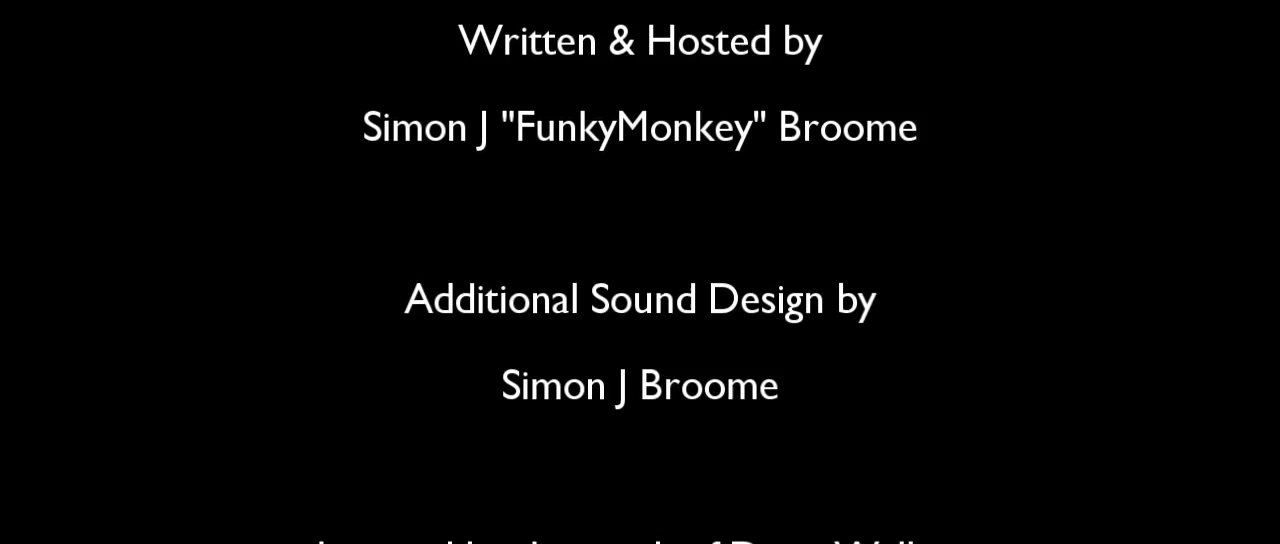 Written & Hosted by
Simon J "FunkyMonkey" Broome
Additional Sound Design by
Simon J Broome